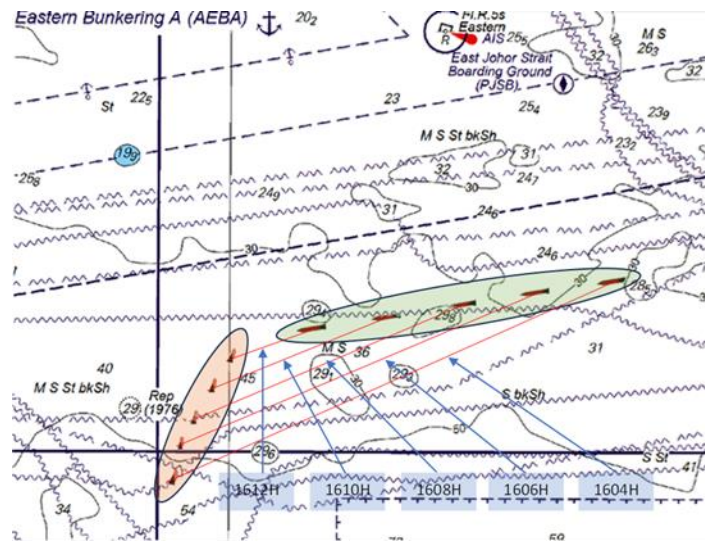 Eastern Bunkering A (AEBA)
20₂
Fl.R.5s
Eastern
R
AIS
25₅
M S
26₃
30
32
32
East Johor Strait
Boarding Ground
(PJSB)
22₅
St
23
25₄
23₉
19₉
M S St bkSh
31
23₂
25₈
24₉
32
30
24₇
31
24₆
30
24₆
30
28₅
29₄
29₈
30
M S
36
31
40
45
29₁
30
29₂
M S St bkSh
Rep
(1976)
29
S bkSh
50
29₆
S St
41
1612H
1610H
1608H
1606H
1604H
54
34
59